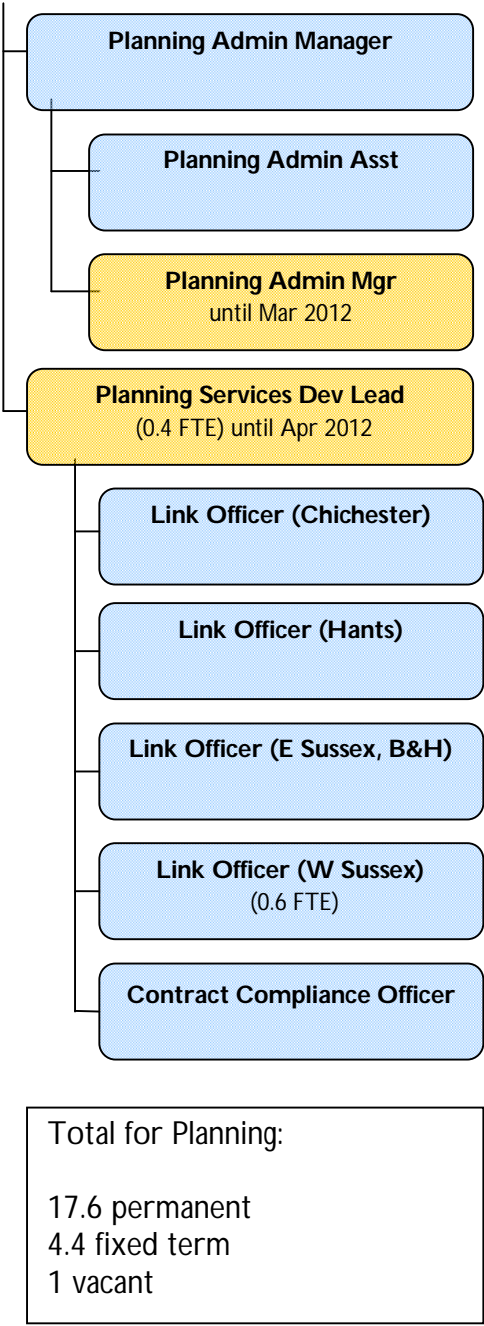 Planning Admin Manager
Planning Admin Asst
Planning Admin Mgr
until Mar 2012
Planning Services Dev Lead
(0.4 FTE) until Apr 2012
Link Officer (Chichester)
Link Officer (Hants)
Link Officer (E Sussex, B&H)
Link Officer (W Sussex)
(0.6 FTE)
Contract Compliance Officer
Total for Planning:
17.6 permanent
4.4 fixed term
1 vacant